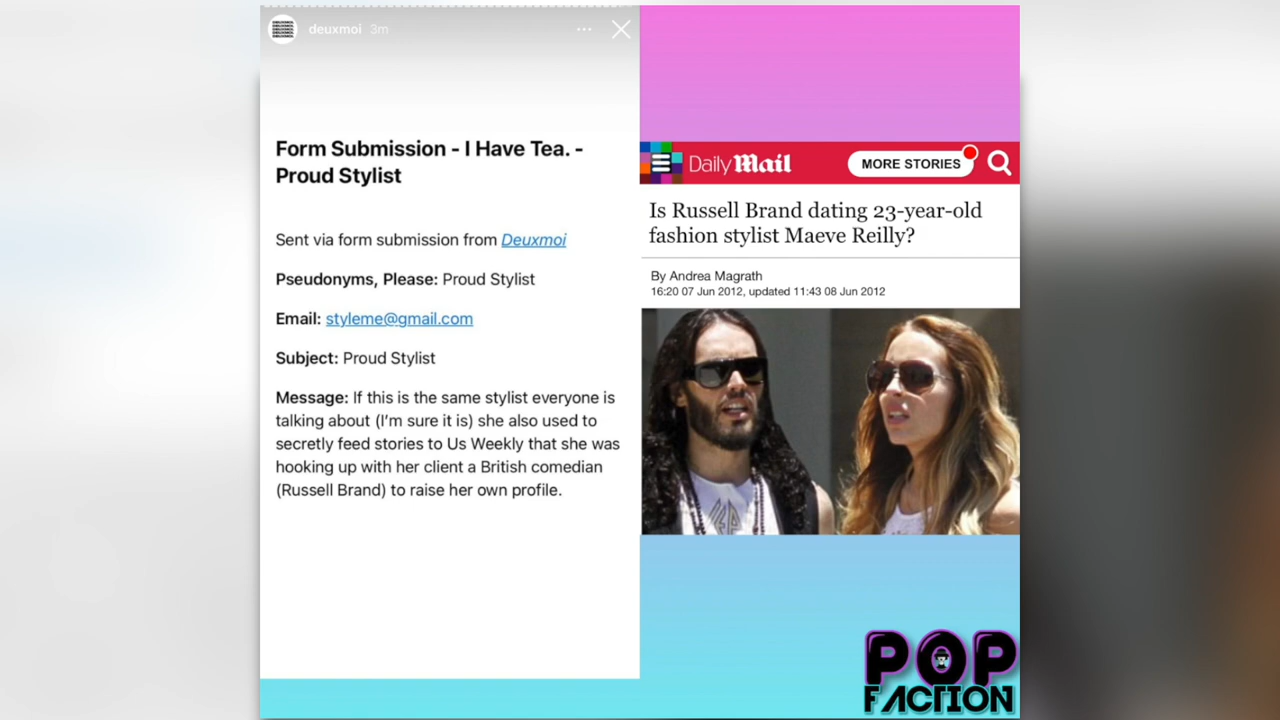 deuxmoi 3m
Form Submission - I Have Tea. -
Proud Stylist
Sent via form submission from Deuxmoi
Pseudonyms, Please: Proud Stylist
Email: styleme@gmail.com
Subject: Proud Stylist
Message: If this is the same stylist everyone is
talking about (I'm sure it is) she also used to
secretly feed stories to Us Weekly that she was
hooking up with her client a British comedian
(Russell Brand) to raise her own profile.
Daily Mail
MORE STORIES
Is Russell Brand dating 23-year-old
fashion stylist Maeve Reilly?
By Andrea Magrath
16:20 07 Jun 2012, updated 11:43 08 Jun 2012
POP
FACTION